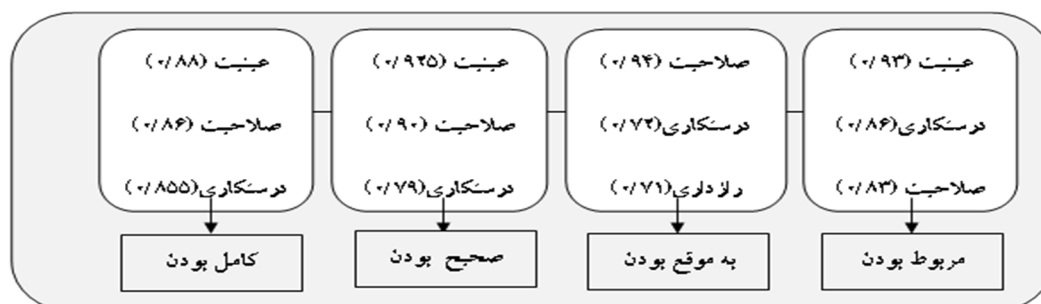 عینیت (۰/۹۳)
درستکاری(۰/۸۶)
صلاحیت (۰/۸۳)
مربوط بودن
صلاحیت (۰/۹۴)
درستکاری(۰/۷۲)
رازداری(۰/۷۱)
به موقع بودن
عینیت (۰/۹۲۵)
صلاحیت (۰/۹۰)
درستکاری(۰/۷۹)
صحیح بودن
عینیت (۰/۸۸)
صلاحیت (۰/۸۶)
درستکاری(۰/۸۵۵)
کامل بودن